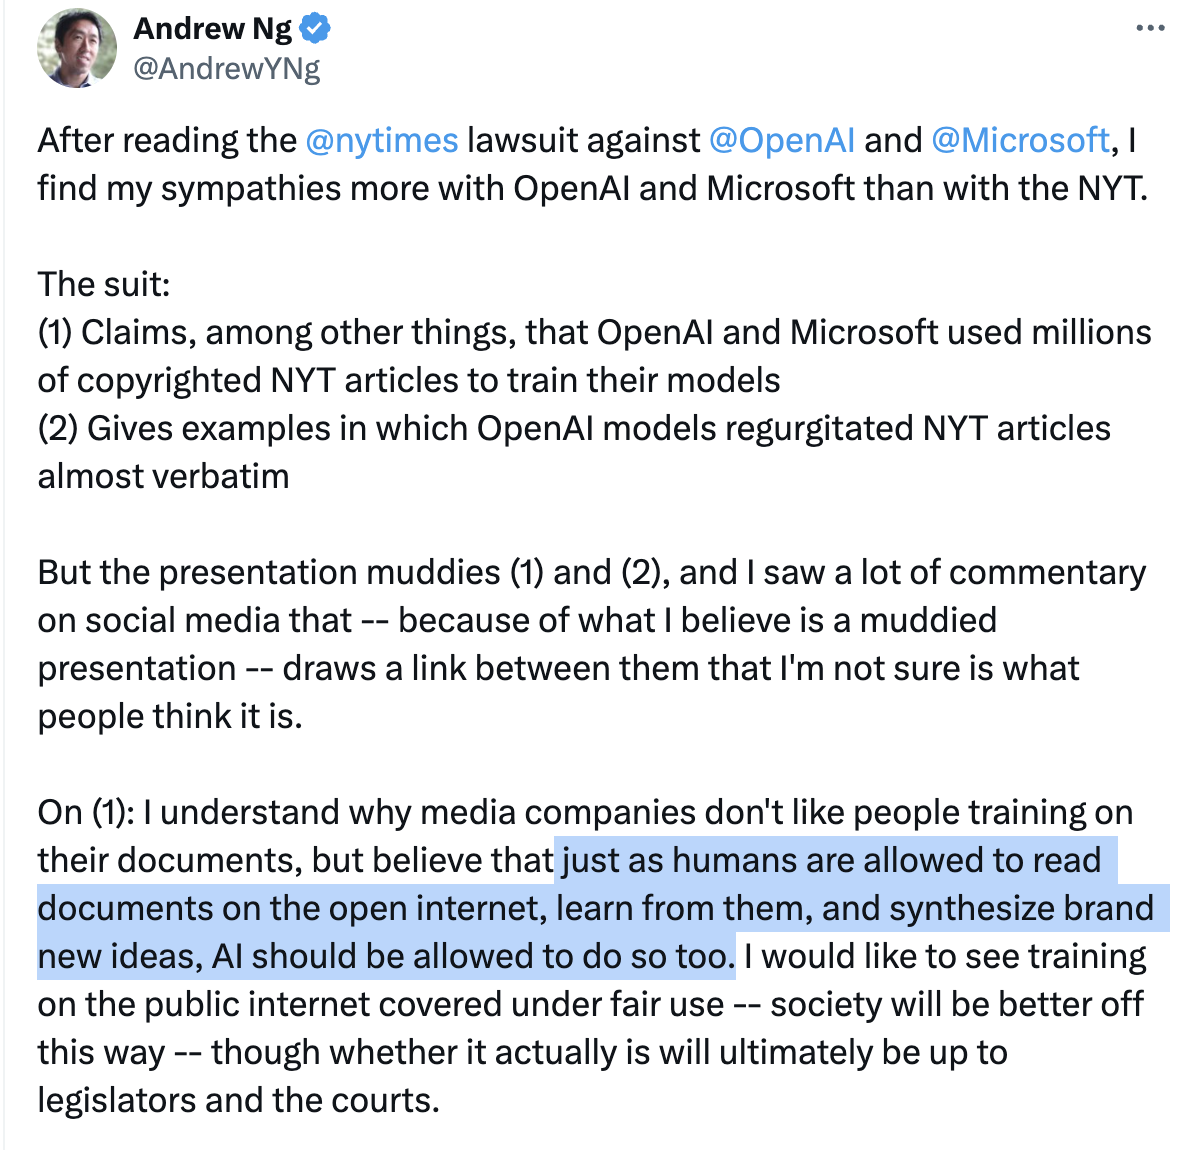 Andrew Ng
@AndrewYNg
After reading the @nytimes lawsuit against @OpenAI and @Microsoft, I
find my sympathies more with OpenAI and Microsoft than with the NYT.
The suit:
(1) Claims, among other things, that OpenAI and Microsoft used millions
of copyrighted NYT articles to train their models
(2) Gives examples in which OpenAI models regurgitated NYT articles
almost verbatim
But the presentation muddies (1) and (2), and I saw a lot of commentary
on social media that -- because of what I believe is a muddied
presentation -- draws a link between them that I'm not sure is what
people think it is.
On (1): I understand why media companies don't like people training on
their documents, but believe that just as humans are allowed to read
documents on the open internet, learn from them, and synthesize brand
new ideas, AI should be allowed to do so too. I would like to see training
on the public internet covered under fair use -- society will be better off
this way -- though whether it actually is will ultimately be up to
legislators and the courts.